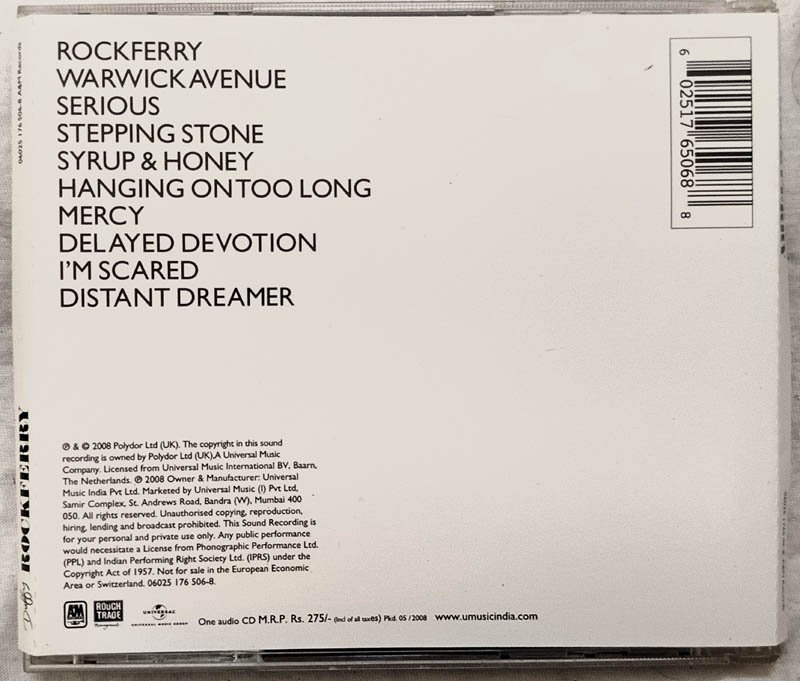 ROCKFERRY
WARWICK AVENUE
SERIOUS
STEPPING STONE
SYRUP & HONEY
HANGING ON TOO LONG
MERCY
DELAYED DEVOTION
I'M SCARED
DISTANT DREAMER
6 02517 65068 8
06025 176 506-8 A&M Records
ROCKFERRY
℗ & © 2008 Polydor Ltd (UK). The copyright in this sound
recording is owned by Polydor Ltd (UK).A Universal Music
Company. Licensed from Universal Music International BV, Baarn,
The Netherlands. ℗ 2008 Owner & Manufacturer: Universal
Music India Pvt Ltd. Marketed by Universal Music (I) Pvt Ltd,
Samir Complex, St. Andrews Road, Bandra (W), Mumbai 400
050. All rights reserved. Unauthorised copying, reproduction,
hiring, lending and broadcast prohibited. This Sound Recording is
for your personal and private use only. Any public performance
would necessitate a License from Phonographic Performance Ltd.
(PPL) and Indian Performing Right Society Ltd. (IPRS) under the
Copyright Act of 1957. Not for sale in the European Economic
Area or Switzerland. 06025 176 506-8.
A&M
ROUGH TRADE
Management
UNIVERSAL
UNIVERSAL MUSIC GROUP
One audio CD M.R.P. Rs. 275/- (Incl of all taxes) Pkd. 05 /2008 www.umusicindia.com